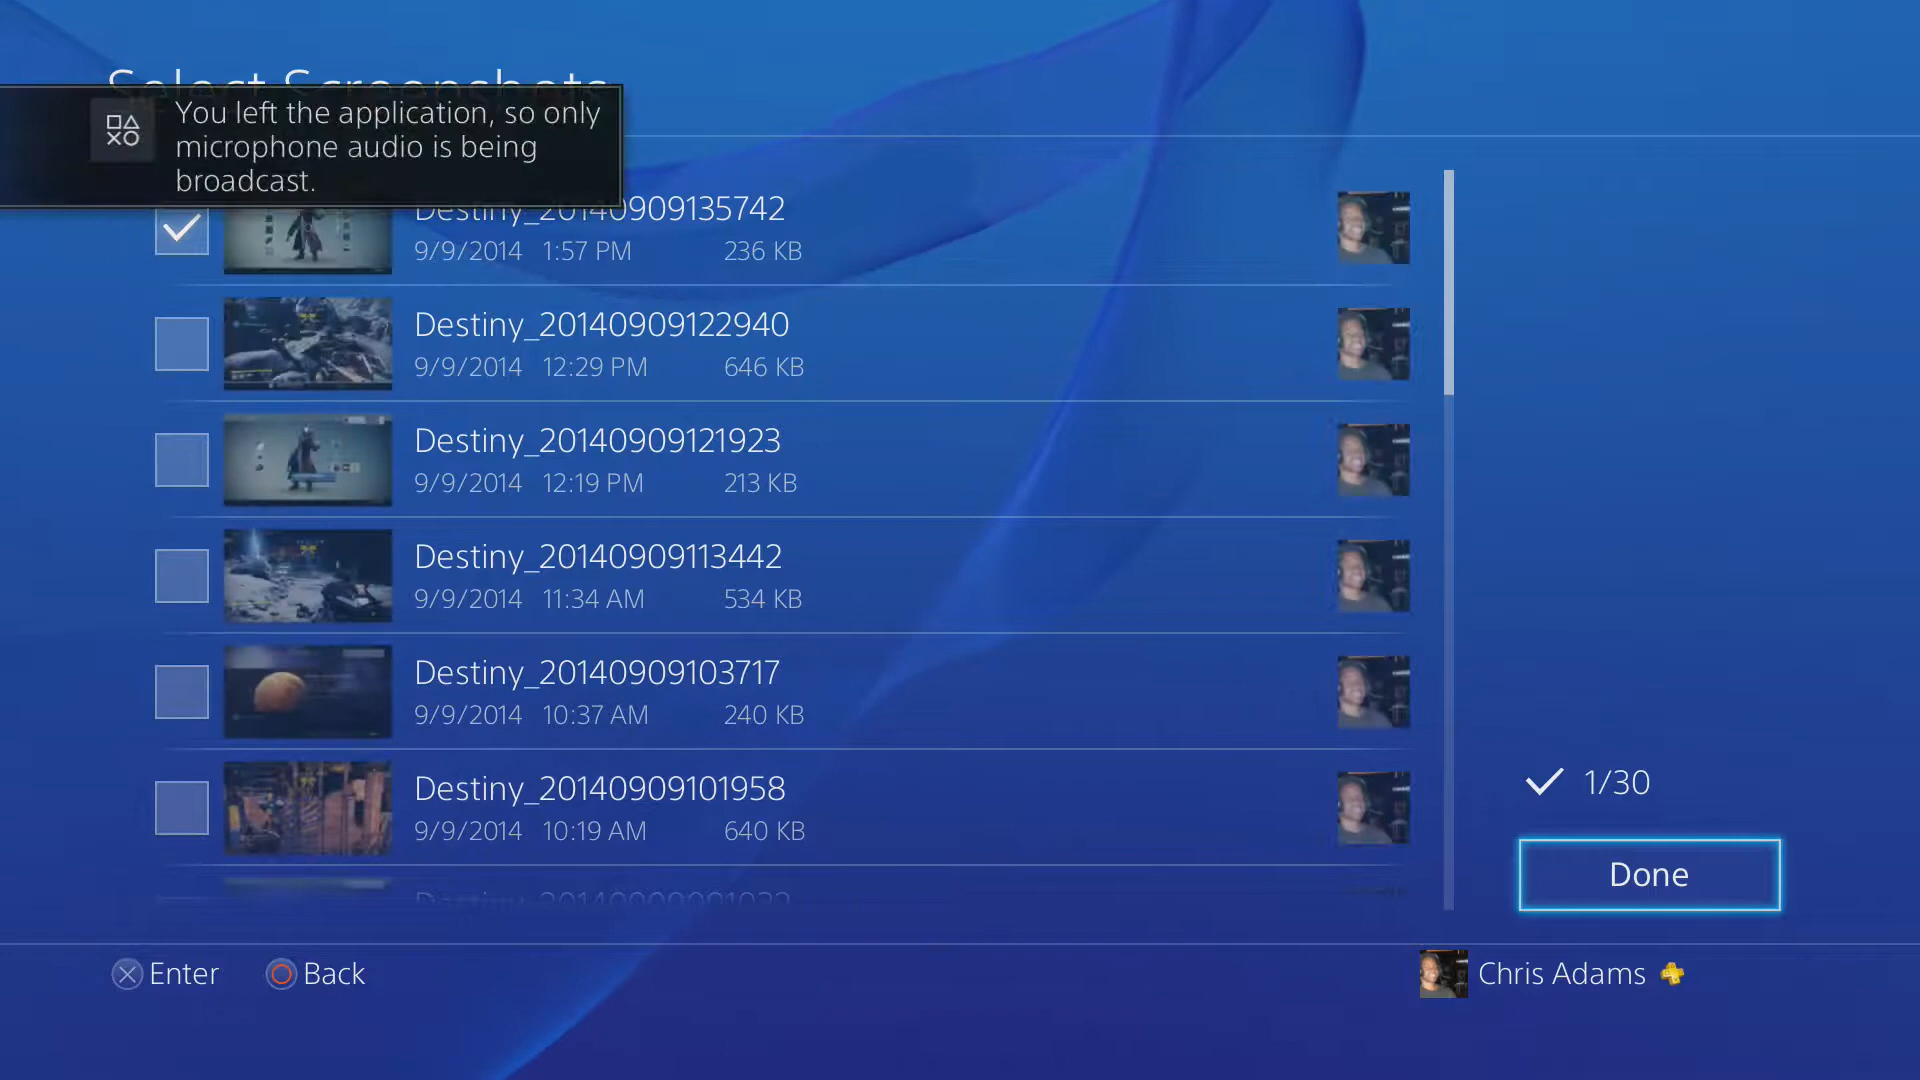 Select Screenshots
You left the application, so only
microphone audio is being
broadcast.
Destiny_20140909135742
9/9/2014 1:57 PM 236 KB
Destiny_20140909122940
9/9/2014 12:29 PM 646 KB
Destiny_20140909121923
9/9/2014 12:19 PM 213 KB
Destiny_20140909113442
9/9/2014 11:34 AM 534 KB
Destiny_20140909103717
9/9/2014 10:37 AM 240 KB
Destiny_20140909101958
9/9/2014 10:19 AM 640 KB
1/30
Done
Enter Back
Chris Adams